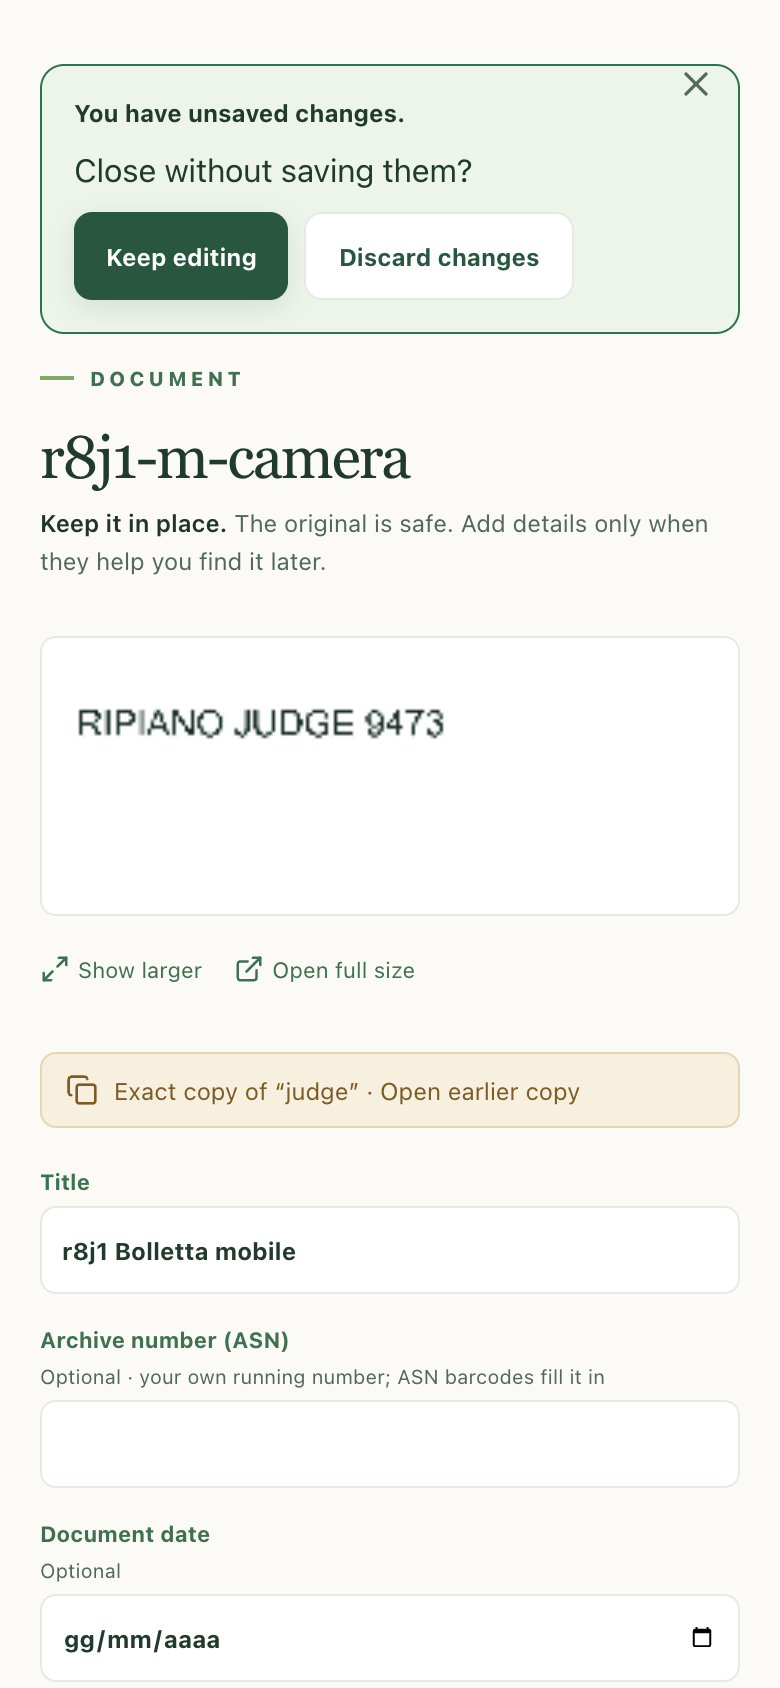 You have unsaved changes.
Close without saving them?
Keep editing
Discard changes
DOCUMENT
r8j1-m-camera
Keep it in place. The original is safe. Add details only when
they help you find it later.
RIPIANO JUDGE 9473
Show larger
Open full size
Exact copy of “judge” · Open earlier copy
Title
r8j1 Bolletta mobile
Archive number (ASN)
Optional · your own running number; ASN barcodes fill it in
Document date
Optional
gg/mm/aaaa